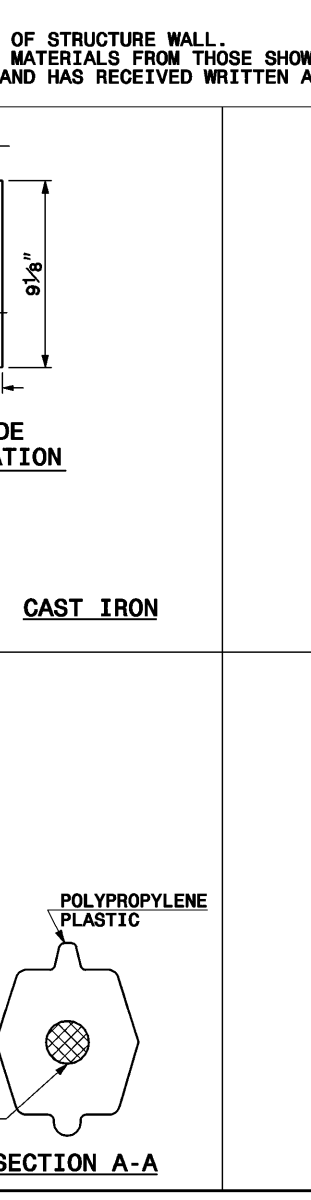 OF STRUCTURE WALL.
MATERIALS FROM THOSE SHOW
AND HAS RECEIVED WRITTEN A
9⅛"
DE
ATION
CAST IRON
POLYPROPYLENE
PLASTIC
SECTION A-A